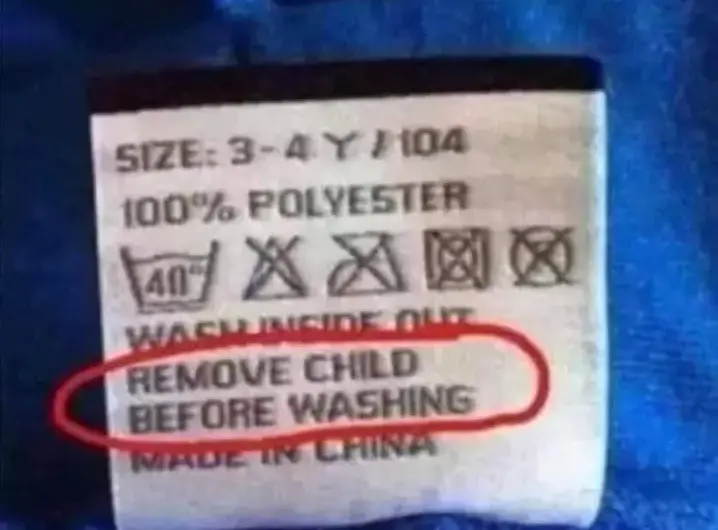 SIZE: 3-4 Y / 104
100% POLYESTER
40°
WASH INSIDE OUT
REMOVE CHILD
BEFORE WASHING
MADE IN CHINA